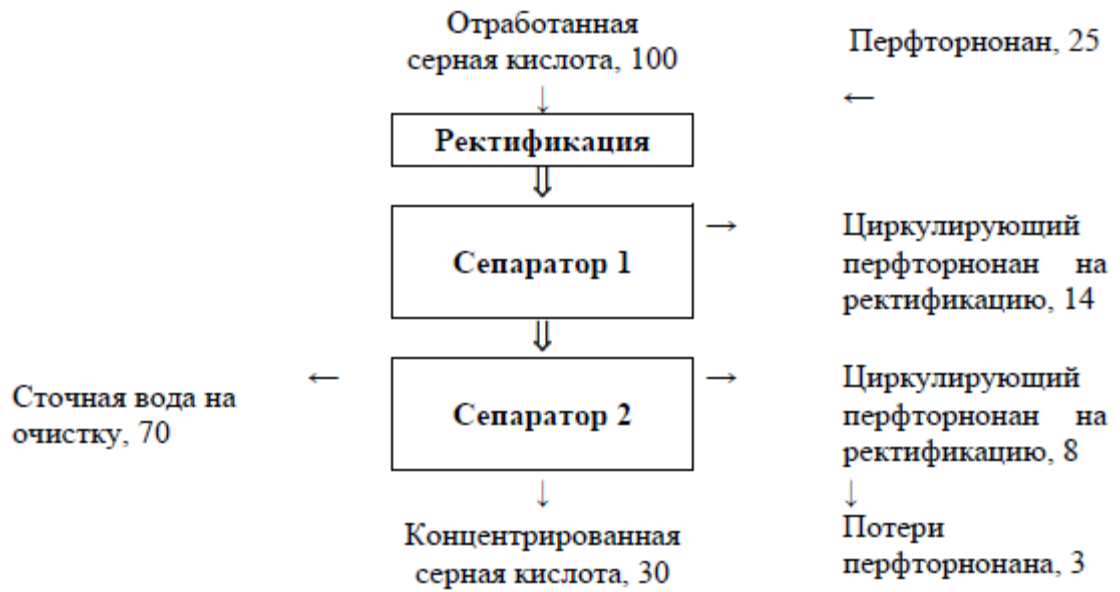 Отработанная
серная кислота, 100
Перфторнонан, 25
↓
←
Ректификация
⇓
Сепаратор 1
→
Циркулирующий
перфторнонан на
ректификацию, 14
⇓
Сточная вода на
очистку, 70
←
Сепаратор 2
→
Циркулирующий
перфторнонан на
ректификацию, 8
↓
↓
Концентрированная
серная кислота, 30
Потери
перфторнонана, 3